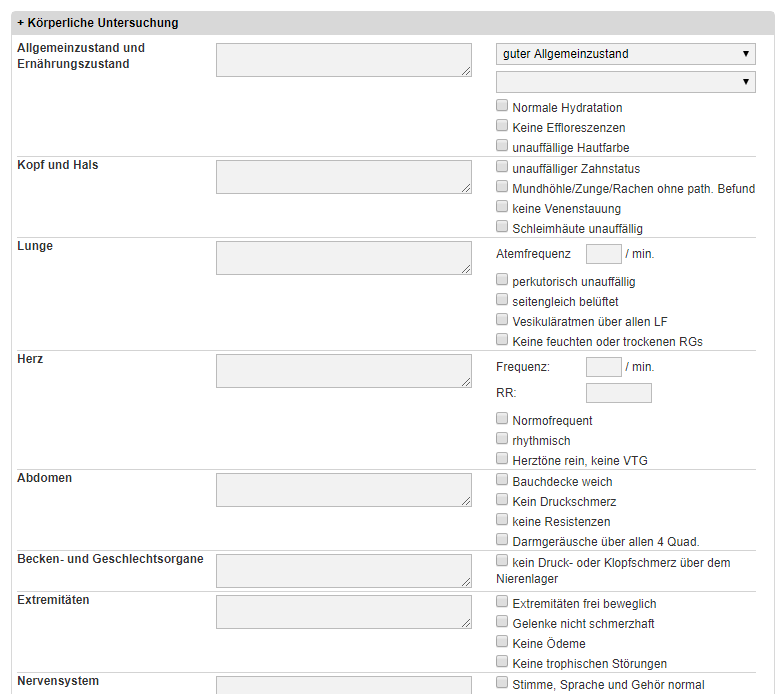 + Körperliche Untersuchung
Allgemeinzustand und
Ernährungszustand
guter Allgemeinzustand
Normale Hydratation
Keine Effloreszenzen
unauffällige Hautfarbe
Kopf und Hals
unauffälliger Zahnstatus
Mundhöhle/Zunge/Rachen ohne path. Befund
keine Venenstauung
Schleimhäute unauffällig
Lunge
Atemfrequenz / min.
perkutorisch unauffällig
seitengleich belüftet
Vesikuläratmen über allen LF
Keine feuchten oder trockenen RGs
Herz
Frequenz: / min.
RR:
Normofrequent
rhythmisch
Herztöne rein, keine VTG
Abdomen
Bauchdecke weich
Kein Druckschmerz
keine Resistenzen
Darmgeräusche über allen 4 Quad.
Becken- und Geschlechtsorgane
kein Druck- oder Klopfschmerz über dem
Nierenlager
Extremitäten
Extremitäten frei beweglich
Gelenke nicht schmerzhaft
Keine Ödeme
Keine trophischen Störungen
Nervensystem
Stimme, Sprache und Gehör normal